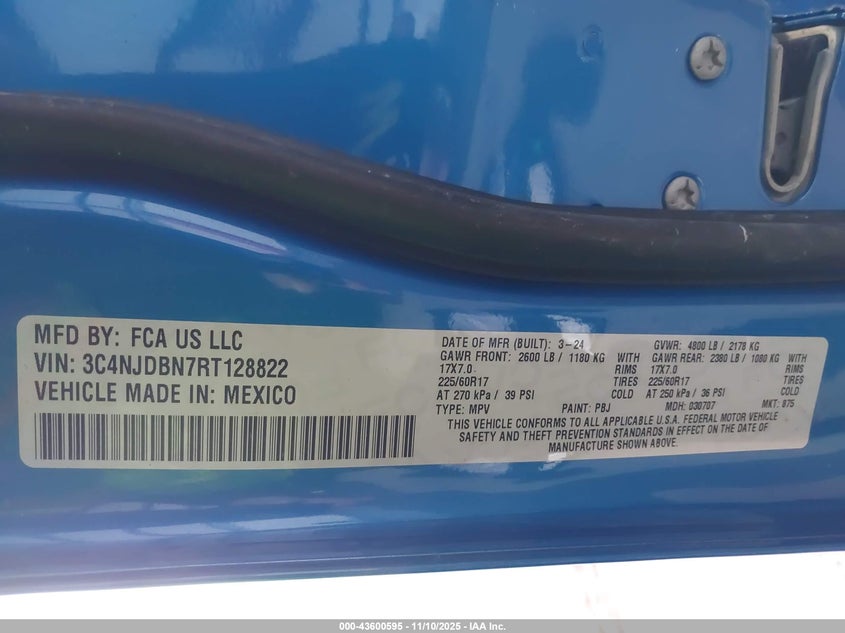 MFD BY: FCA US LLC
VIN: 3C4NJDBN7RT128822
VEHICLE MADE IN: MEXICO
DATE OF MFR (BUILT): 3-24 GVWR: 4800 LB / 2178 KG
GAWR FRONT: 2600 LB / 1180 KG GAWR REAR: 2380 LB / 1080 KG
17X7.0 RIMS 17X7.0 RIMS
225/60R17 TIRES 225/60R17 TIRES
AT 270 kPa / 39 PSI COLD AT 250 kPa / 36 PSI COLD
TYPE: MPV PAINT: PBJ MDH: 030707 MKT: 875
THIS VEHICLE CONFORMS TO ALL APPLICABLE U.S.A. FEDERAL MOTOR VEHICLE
SAFETY AND THEFT PREVENTION STANDARDS IN EFFECT ON THE DATE OF
MANUFACTURE SHOWN ABOVE.
000-43600595 - 11/10/2025 - IAA Inc.